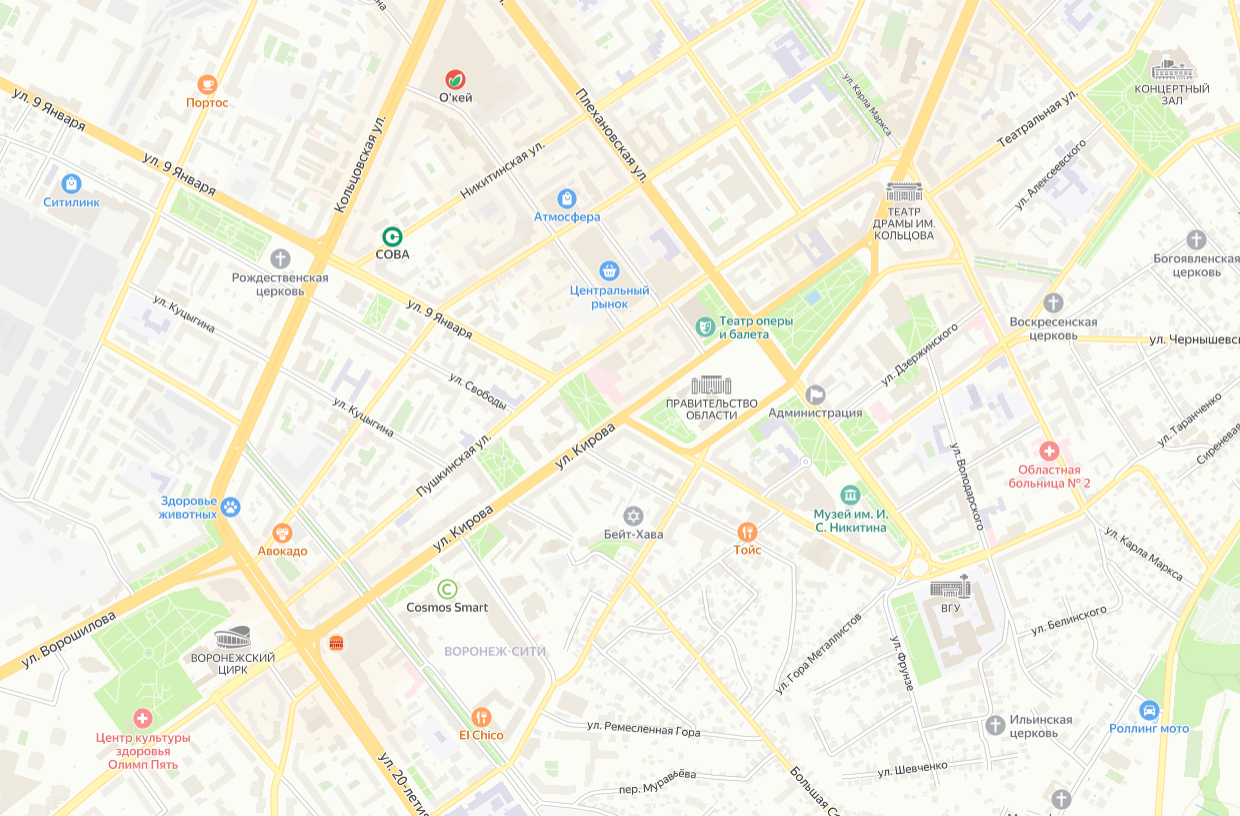 О'кей
Портос
ул. 9 Января
ул. 9 Января
Кольцовская ул.
Никитинская ул.
Плехановская ул.
ул. Карла Маркса
Театральная ул.
КОНЦЕРТНЫЙ
ЗАЛ
ул. Алексеевского
Ситилинк
Атмосфера
ТЕАТР
ДРАМЫ ИМ.
КОЛЬЦОВА
СОВА
Рождественская
церковь
Центральный
рынок
Богоявленская
церковь
ул. Куцыгина
ул. 9 Января
Театр оперы
и балета
Воскресенская
церковь
ул. Чернышевс
ул. Дзержинского
ул. Свободы
ПРАВИТЕЛЬСТВО
ОБЛАСТИ
Администрация
ул. Куцыгина
ул. Таранченко
Сиреневая
Пушкинская ул.
ул. Кирова
ул. Володарского
Областная
больница № 2
Здоровье
животных
ул. Кирова
Музей им. И.
С. Никитина
Бейт-Хава
Тойс
Авокадо
ул. Карла Маркса
Cosmos Smart
ВГУ
ул. Ворошилова
ул. Белинского
ВОРОНЕЖСКИЙ
ЦИРК
KING
ВОРОНЕЖ-СИТИ
ул. Гора Металлистов
ул. Фрунзе
El Chico
ул. Ремесленная Гора
Ильинская
церковь
Роллинг мото
Центр культуры
здоровья
Олимп Пять
ул. 20-летия
пер. Муравьёва
Большая С
ул. Шевченко